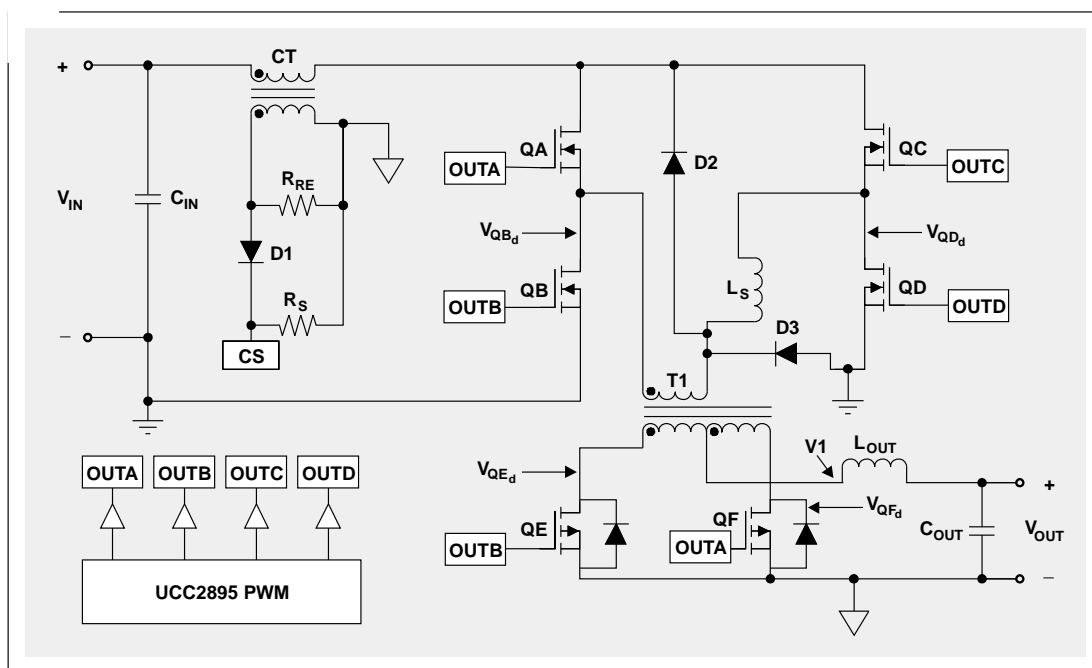 CT
+
QA
QC
OUTA
D2
OUTC
R_RE
V_IN
C_IN
V_QBd
V_QDd
D1
L_S
QB
QD
R_S
OUTB
OUTD
D3
−
CS
T1
V1
L_OUT
OUTA
OUTB
OUTC
OUTD
V_QEd
+
V_QFd
QE
QF
C_OUT
V_OUT
OUTB
OUTA
−
UCC2895 PWM